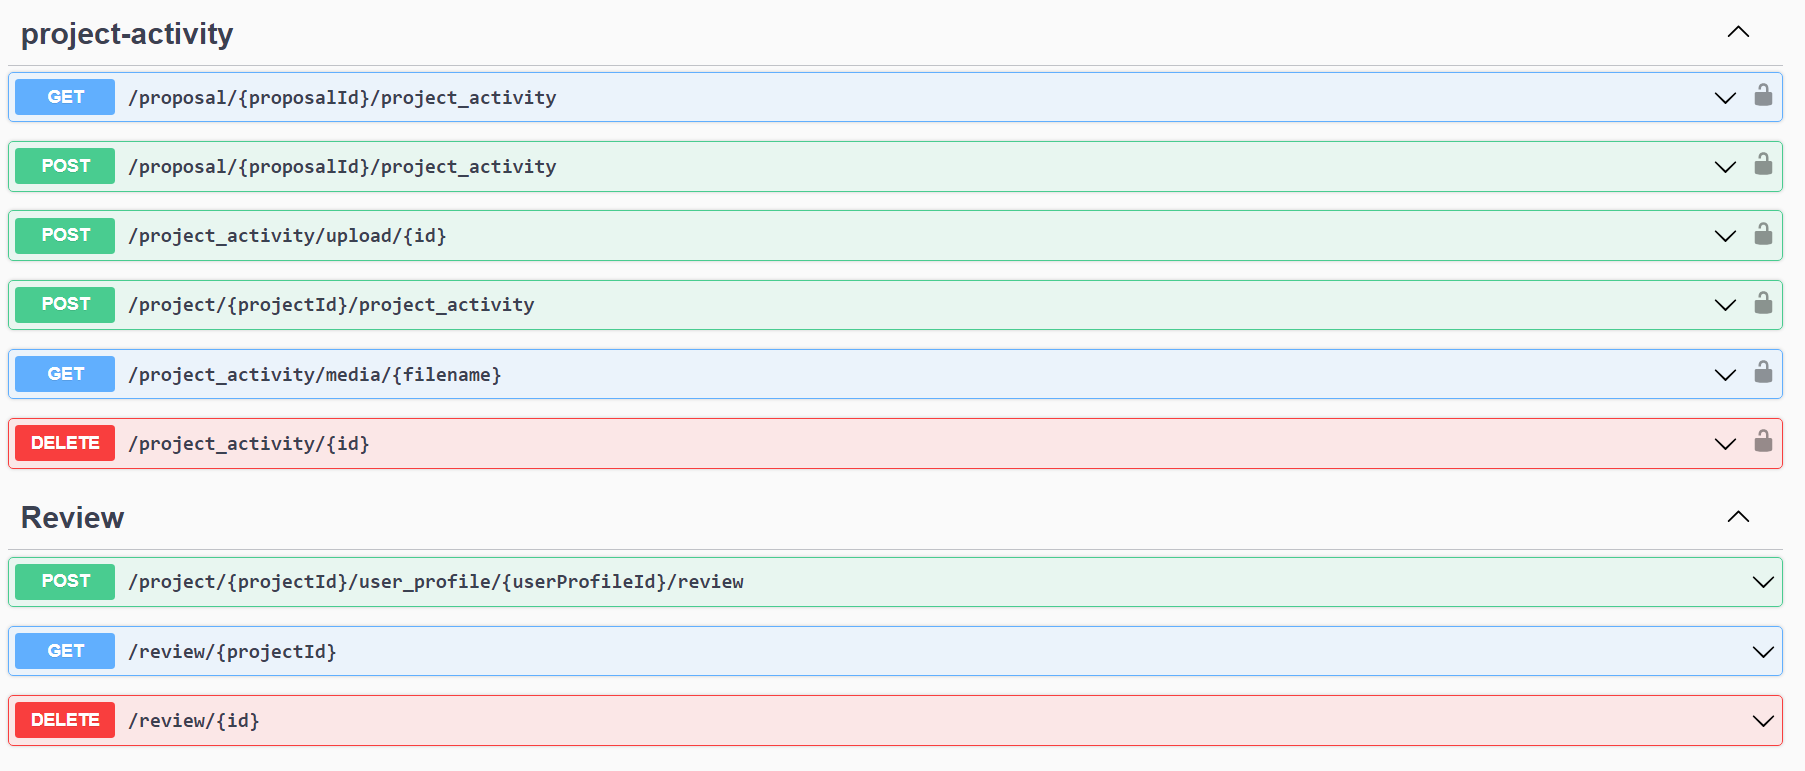 project-activity
GET /proposal/{proposalId}/project_activity
POST /proposal/{proposalId}/project_activity
POST /project_activity/upload/{id}
POST /project/{projectId}/project_activity
GET /project_activity/media/{filename}
DELETE /project_activity/{id}
Review
POST /project/{projectId}/user_profile/{userProfileId}/review
GET /review/{projectId}
DELETE /review/{id}